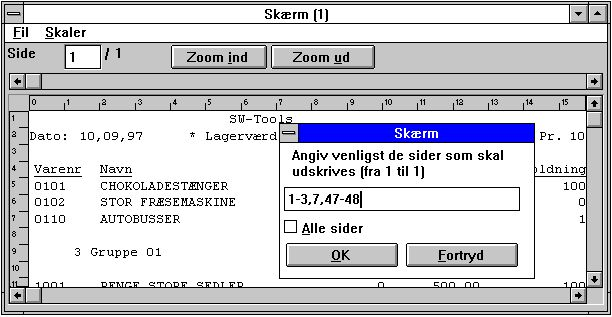 Skærm (1)
Fil Skaler
Side 1 / 1 Zoom ind Zoom ud
0 1 2 3 4 5 6 7 8 9 10 11 12 13 14 15
1 SW-Tools
2 Dato: 10,09,97 * Lagerværd Pr. 10
3
4 Varenr Navn oldning
5 0101 CHOKOLADESTÆNGER 100
6 0102 STOR FRÆSEMASKINE 0
7 0110 AUTOBUSSER 1
8
9 3 Gruppe 01
10
11 1001 PENGE STORE SEDLER 0 500,00 100
Skærm
Angiv venligst de sider som skal
udskrives (fra 1 til 1)
1-3,7,47-48
Alle sider
OK Fortryd